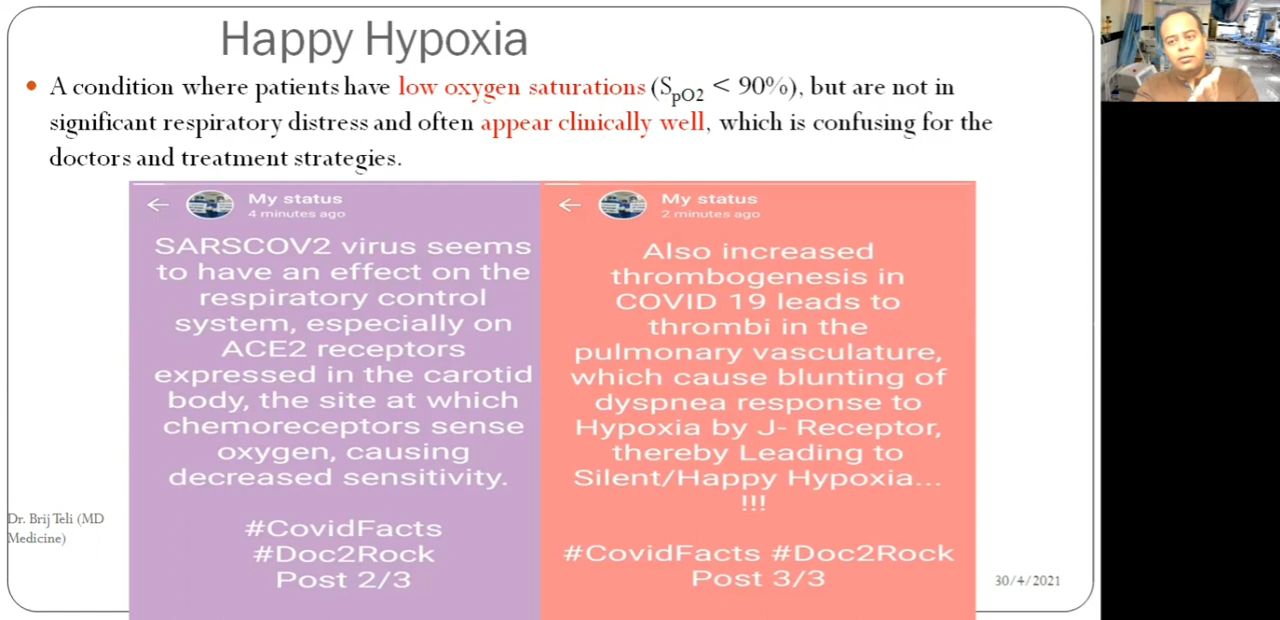 Happy Hypoxia
• A condition where patients have low oxygen saturations (SpO2 < 90%), but are not in
significant respiratory distress and often appear clinically well, which is confusing for the
doctors and treatment strategies.
My status
4 minutes ago
SARSCOV2 virus seems
to have an effect on the
respiratory control
system, especially on
ACE2 receptors
expressed in the carotid
body, the site at which
chemoreceptors sense
oxygen, causing
decreased sensitivity.
#CovidFacts
#Doc2Rock
Post 2/3
My status
2 minutes ago
Also increased
thrombogenesis in
COVID 19 leads to
thrombi in the
pulmonary vasculature,
which cause blunting of
dyspnea response to
Hypoxia by J- Receptor,
thereby Leading to
Silent/Happy Hypoxia...
!!!
#CovidFacts #Doc2Rock
Post 3/3
Dr. Brij Teli (MD
Medicine)
30/4/2021